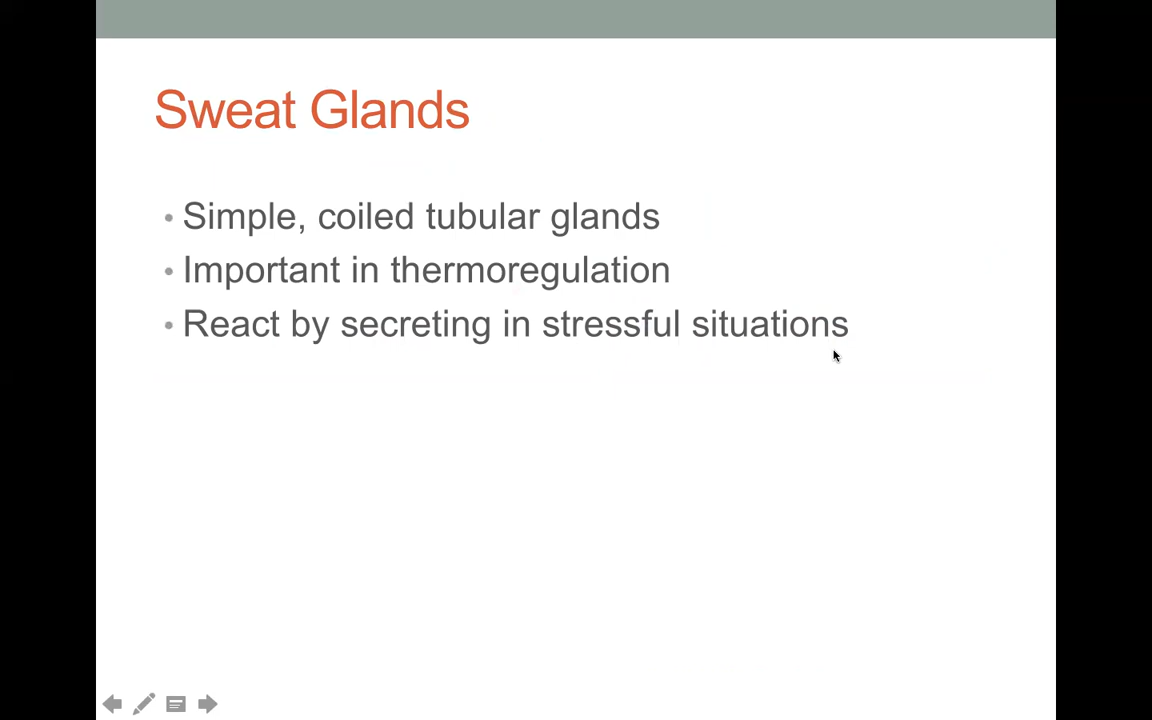 Sweat Glands
• Simple, coiled tubular glands
• Important in thermoregulation
• React by secreting in stressful situations